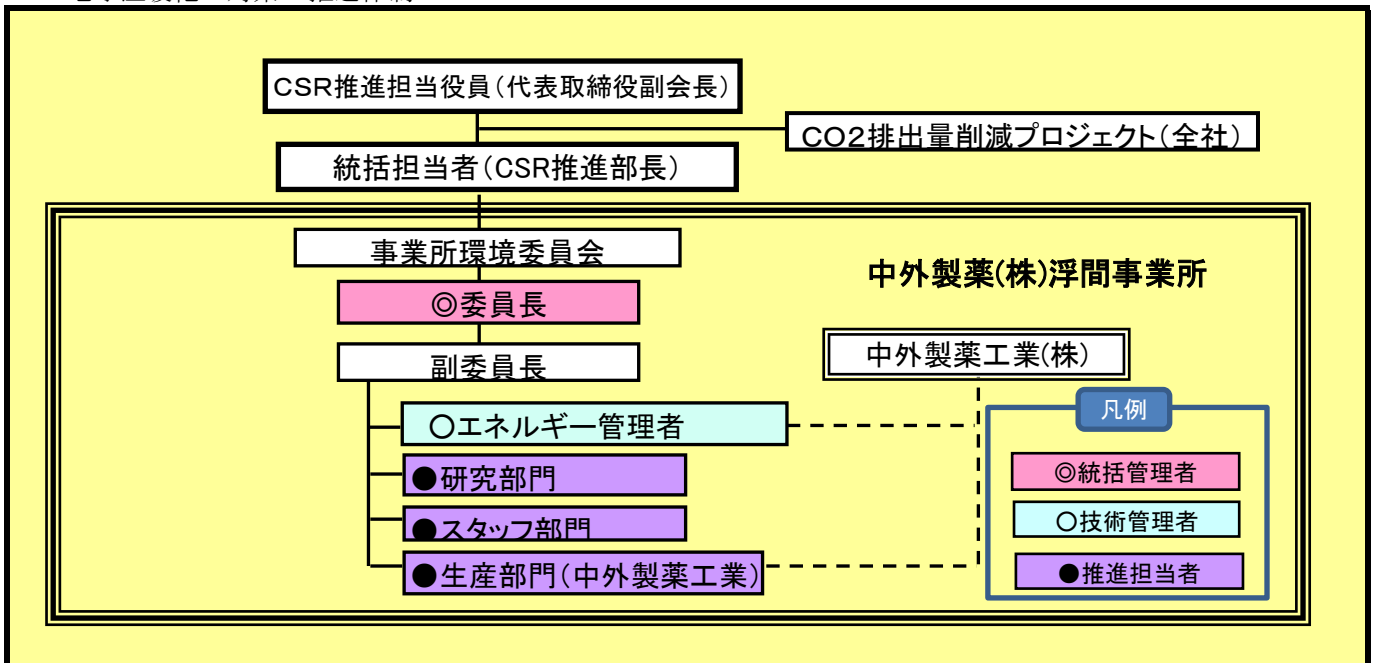 CSR推進担当役員(代表取締役副会長)
CO2排出量削減プロジェクト(全社)
統括担当者(CSR推進部長)
事業所環境委員会
中外製薬(株)浮間事業所
◎委員長
中外製薬工業(株)
副委員長
凡例
○エネルギー管理者
●研究部門
◎統括管理者
●スタッフ部門
○技術管理者
●生産部門(中外製薬工業)
●推進担当者